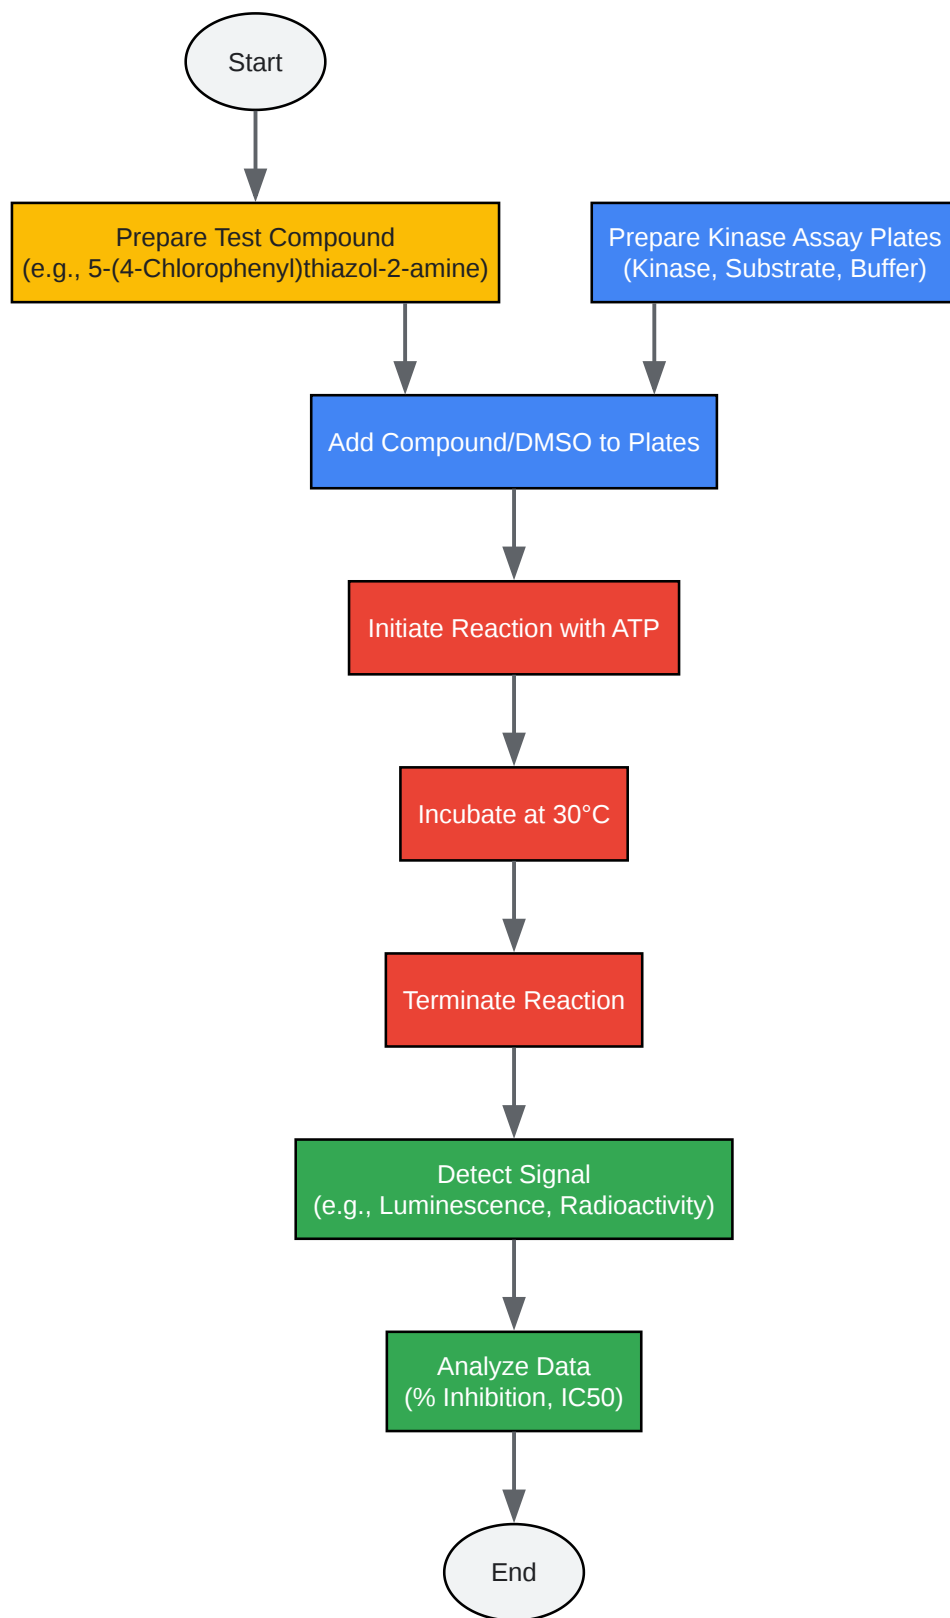 Start
Prepare Test Compound
(e.g., 5-(4-Chlorophenyl)thiazol-2-amine)
Prepare Kinase Assay Plates
(Kinase, Substrate, Buffer)
Add Compound/DMSO to Plates
Initiate Reaction with ATP
Incubate at 30°C
Terminate Reaction
Detect Signal
(e.g., Luminescence, Radioactivity)
Analyze Data
(% Inhibition, IC50)
End